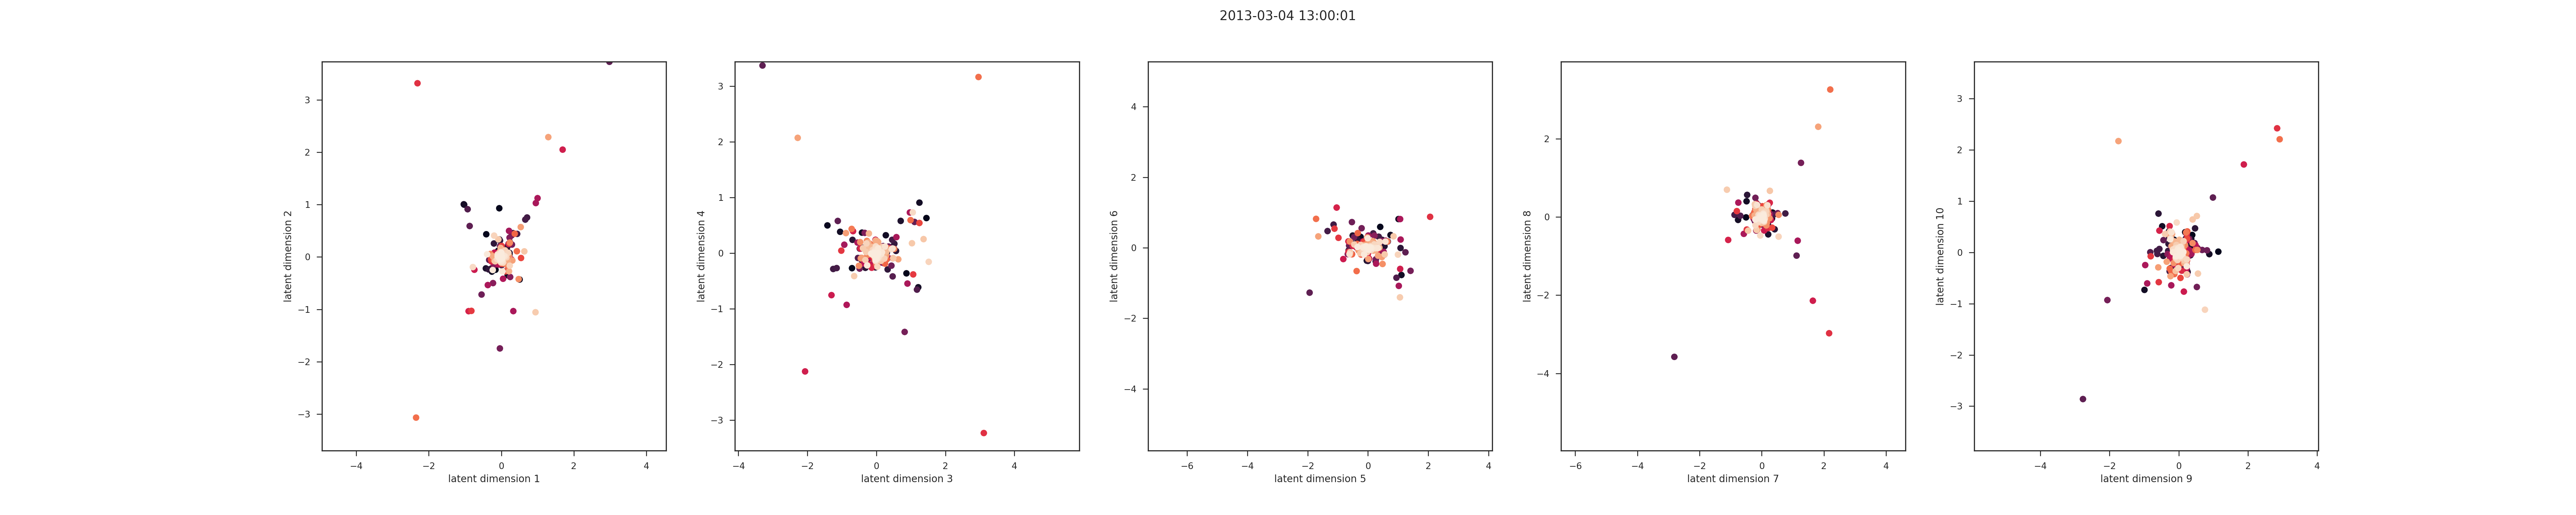 2013-03-04 13:00:01
latent dimension 2
3
2
1
0
−1
−2
−3
−4 −2 0 2 4
latent dimension 1
latent dimension 4
3
2
1
0
−1
−2
−3
−4 −2 0 2 4
latent dimension 3
latent dimension 6
4
2
0
−2
−4
−6 −4 −2 0 2 4
latent dimension 5
latent dimension 8
2
0
−2
−4
−6 −4 −2 0 2 4
latent dimension 7
latent dimension 10
3
2
1
0
−1
−2
−3
−4 −2 0 2 4
latent dimension 9